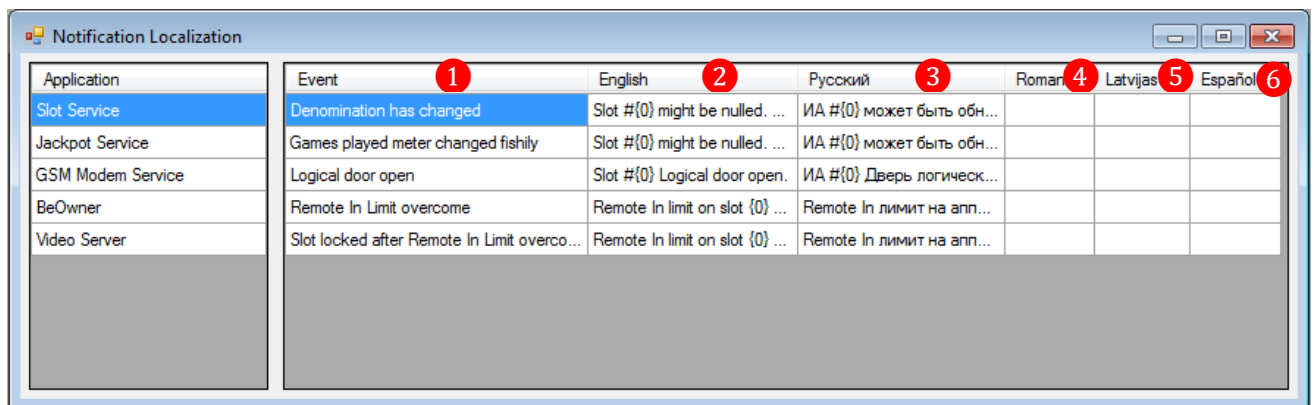 Notification Localization
Application
Event 1 English 2 Русский 3 Roman 4 Latvijas 5 Español 6
Slot Service
Denomination has changed Slot #{0} might be nulled. ... ИА #{0} может быть обн...
Jackpot Service
Games played meter changed fishily Slot #{0} might be nulled. ... ИА #{0} может быть обн...
GSM Modem Service
Logical door open Slot #{0} Logical door open. ИА #{0} Дверь логическ...
BeOwner
Remote In Limit overcome Remote In limit on slot {0} ... Remote In лимит на апп...
Video Server
Slot locked after Remote In Limit overco... Remote In limit on slot {0} ... Remote In лимит на апп...